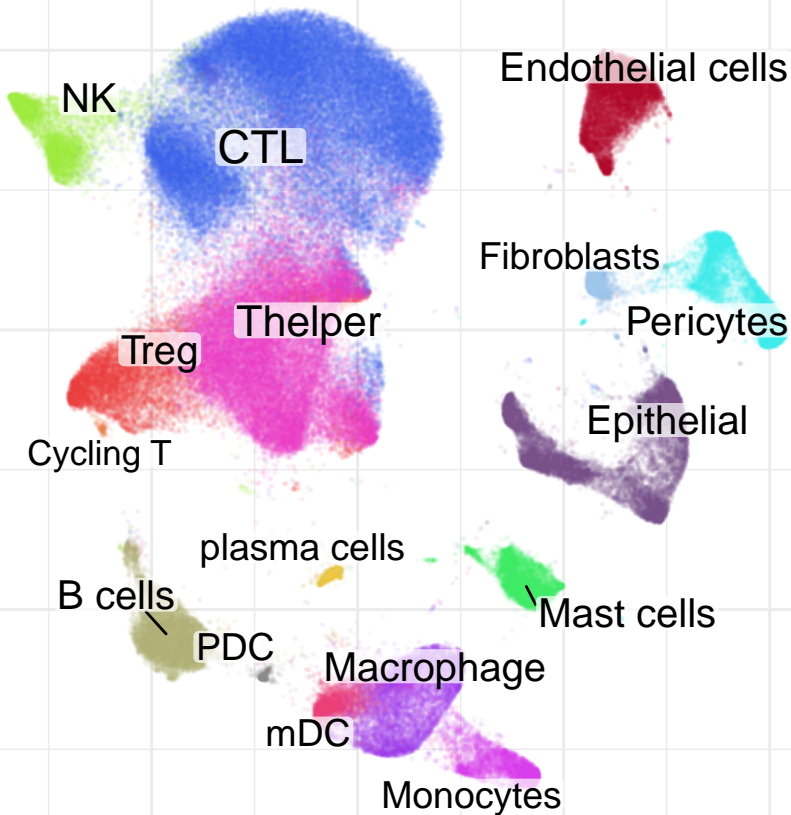 Endothelial cells
NK
CTL
Fibroblasts
Thelper
Pericytes
Treg
Epithelial
Cycling T
plasma cells
B cells
Mast cells
PDC
Macrophage
mDC
Monocytes